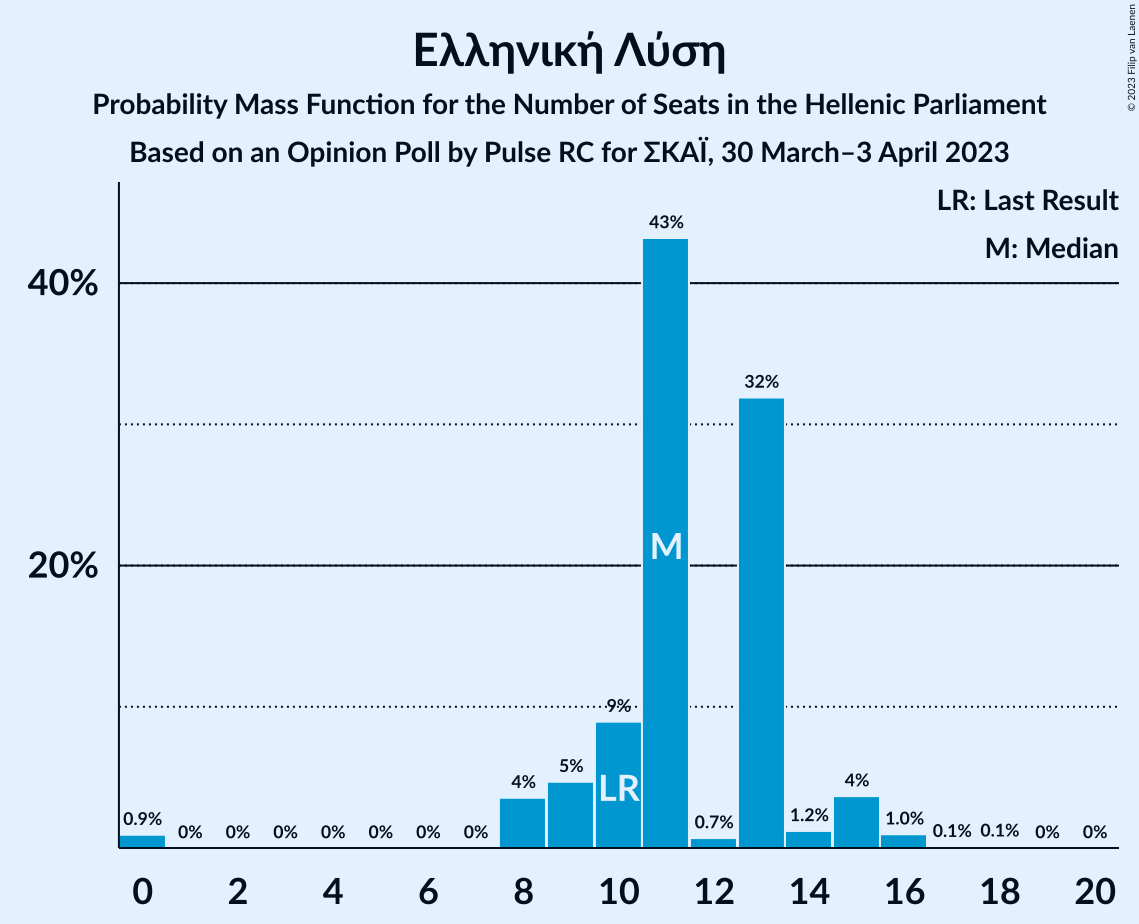 Ελληνική Λύση
Probability Mass Function for the Number of Seats in the Hellenic Parliament
Based on an Opinion Poll by Pulse RC for ΣΚΑΪ, 30 March–3 April 2023
© 2023 Filip van Laenen
LR: Last Result
M: Median
40%
20%
0.9%
0%
0%
0%
0%
0%
0%
0%
4%
5%
9%
43%
0.7%
32%
1.2%
4%
1.0%
0.1%
0.1%
0%
0%
LR
M
0 2 4 6 8 10 12 14 16 18 20